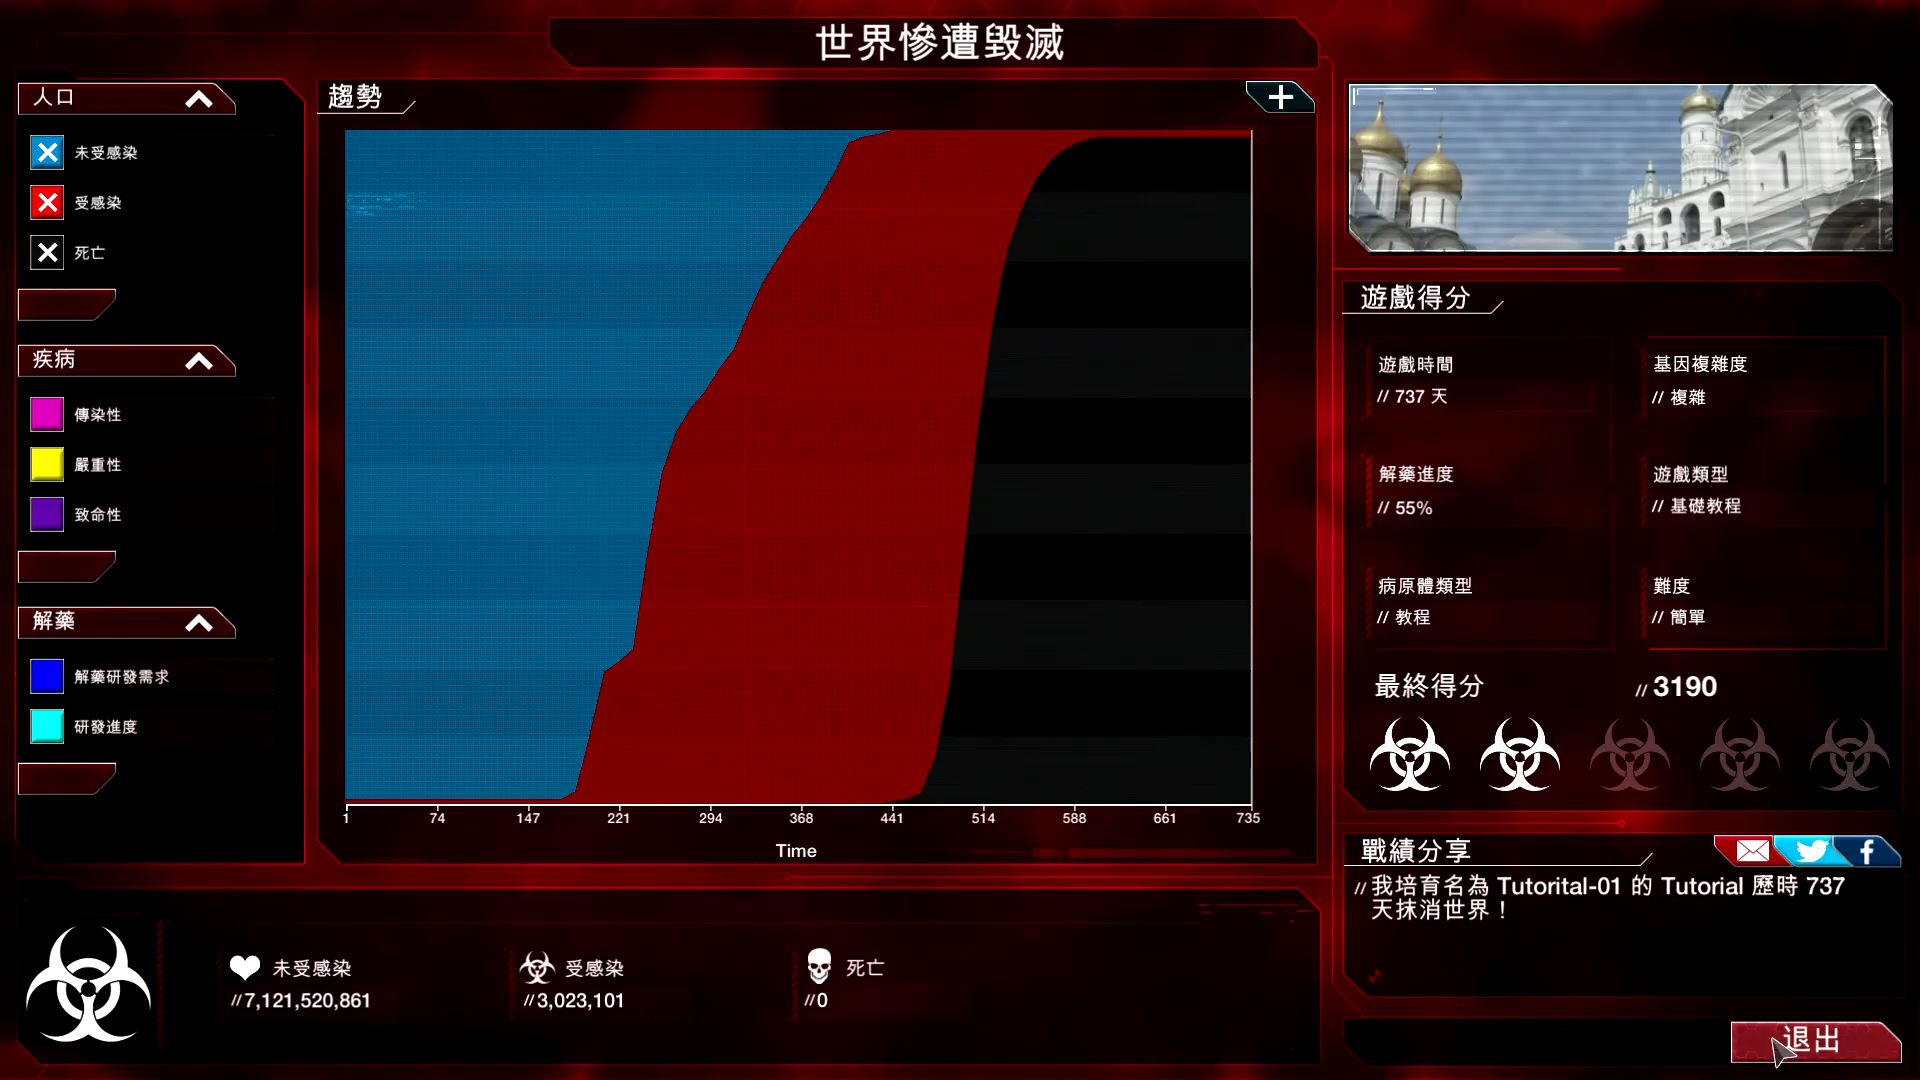 世界慘遭毀滅
人口
未受感染
受感染
死亡
疾病
傳染性
嚴重性
致命性
解藥
解藥研發需求
研發進度
趨勢
1 74 147 221 294 368 441 514 588 661 735
Time
遊戲得分
遊戲時間
// 737 天
基因複雜度
// 複雜
解藥進度
// 55%
遊戲類型
// 基礎教程
病原體類型
// 教程
難度
// 簡單
最終得分 // 3190
戰績分享
// 我培育名為 Tutorital-01 的 Tutorial 歷時 737
天抹消世界！
未受感染
//7,121,520,861
受感染
//3,023,101
死亡
//0
退出